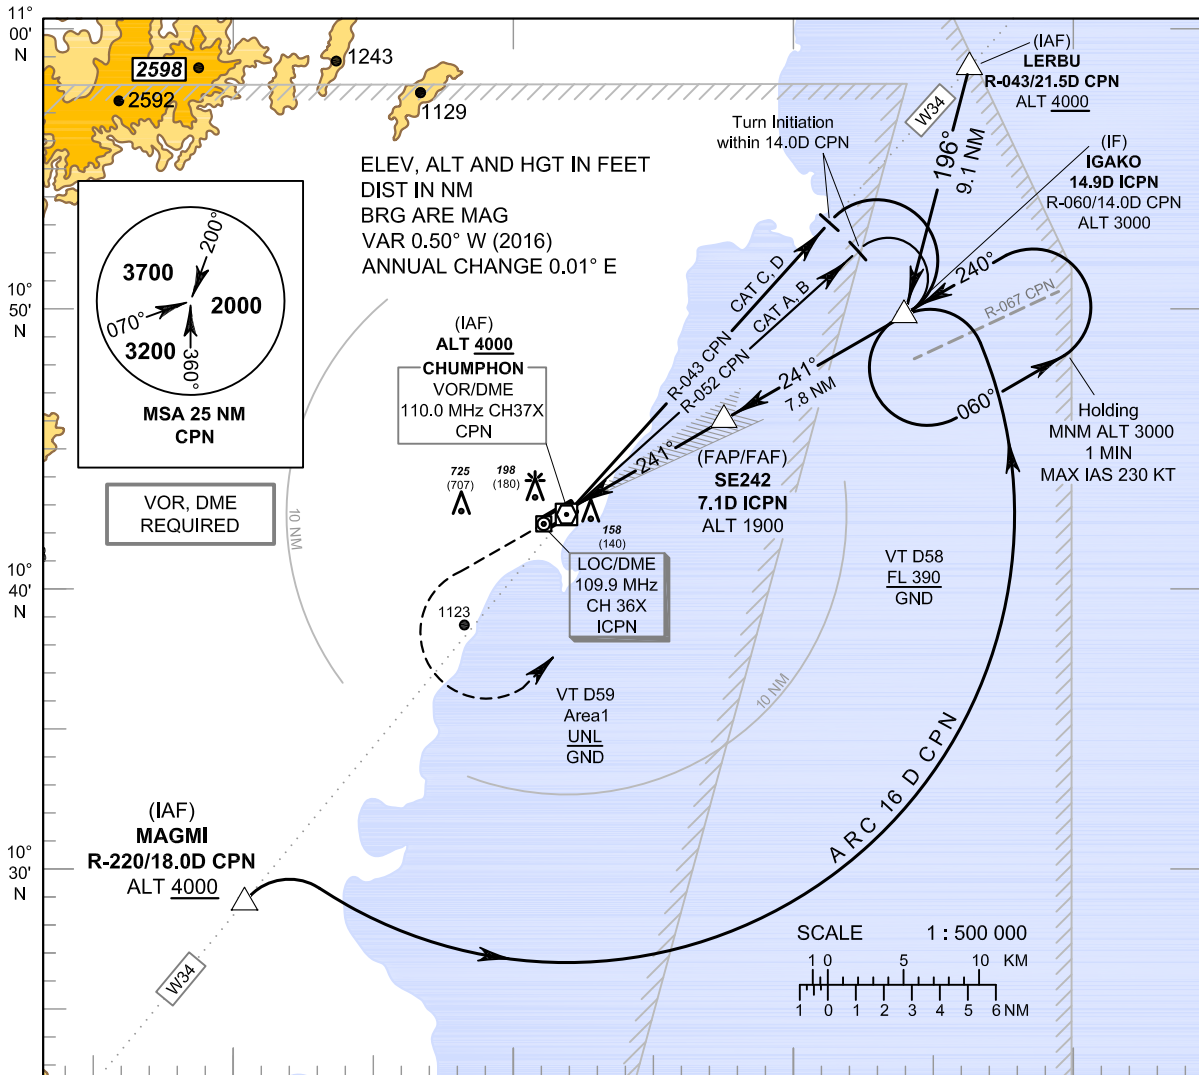 11°
00'
N
2598
2592
1243
1129
ELEV, ALT AND HGT IN FEET
DIST IN NM
BRG ARE MAG
VAR 0.50° W (2016)
ANNUAL CHANGE 0.01° E
Turn Initiation
within 14.0D CPN
W34
(IAF)
LERBU
R-043/21.5D CPN
ALT 4000
196°
9.1 NM
(IF)
IGAKO
14.9D ICPN
R-060/14.0D CPN
ALT 3000
3700
200°
2000
070°
3200
360°
MSA 25 NM
CPN
10°
50'
N
VOR, DME
REQUIRED
10 NM
(IAF)
ALT 4000
CHUMPHON
VOR/DME
110.0 MHz CH37X
CPN
CAT C, D
R-043 CPN
CAT A, B
R-052 CPN
240°
R-067 CPN
060°
Holding
MNM ALT 3000
1 MIN
MAX IAS 230 KT
241°
7.8 NM
241°
(FAP/FAF)
SE242
7.1D ICPN
ALT 1900
725
(707)
198
(180)
158
(140)
LOC/DME
109.9 MHz
CH 36X
ICPN
10°
40'
N
1123
VT D58
FL 390
GND
VT D59
Area1
UNL
GND
10 NM
ARC 16 D CPN
(IAF)
MAGMI
R-220/18.0D CPN
ALT 4000
10°
30'
N
W34
SCALE 1 : 500 000
1 0 5 10 KM
1 0 1 2 3 4 5 6 NM